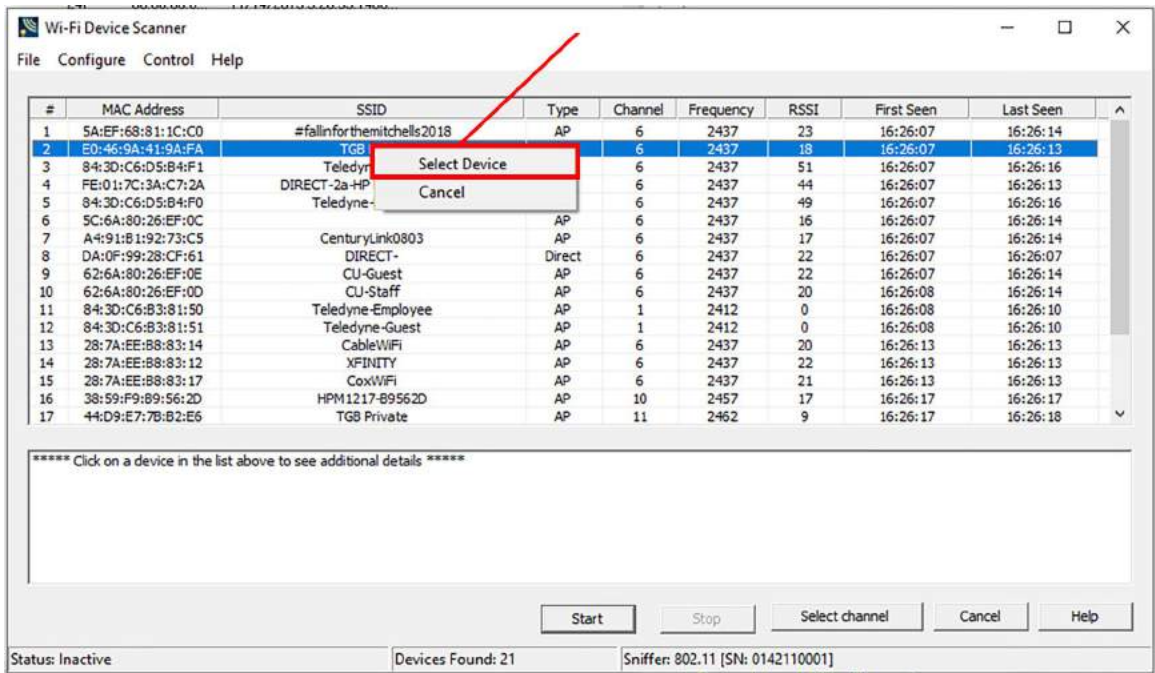 Wi-Fi Device Scanner
File Configure Control Help
# MAC Address SSID Type Channel Frequency RSSI First Seen Last Seen
1 5A:EF:68:81:1C:C0 #fallinforthemitchells2018 AP 6 2437 23 16:26:07 16:26:14
2 E0:46:9A:41:9A:FA TGB 6 2437 18 16:26:07 16:26:13
Select Device
3 84:3D:C6:D5:B4:F1 Teledyn 6 2437 51 16:26:07 16:26:16
4 FE:01:7C:3A:C7:2A DIRECT-2a-HP 6 2437 44 16:26:07 16:26:13
Cancel
5 84:3D:C6:D5:B4:F0 Teledyne- 6 2437 49 16:26:07 16:26:16
6 5C:6A:80:26:EF:0C AP 6 2437 16 16:26:07 16:26:14
7 A4:91:B1:92:73:C5 CenturyLink0803 AP 6 2437 17 16:26:07 16:26:14
8 DA:0F:99:28:CF:61 DIRECT- Direct 6 2437 22 16:26:07 16:26:07
9 62:6A:80:26:EF:0E CU-Guest AP 6 2437 22 16:26:07 16:26:14
10 62:6A:80:26:EF:0D CU-Staff AP 6 2437 20 16:26:08 16:26:14
11 84:3D:C6:B3:81:50 Teledyne-Employee AP 1 2412 0 16:26:08 16:26:10
12 84:3D:C6:B3:81:51 Teledyne-Guest AP 1 2412 0 16:26:08 16:26:10
13 28:7A:EE:B8:83:14 CableWiFi AP 6 2437 20 16:26:13 16:26:13
14 28:7A:EE:B8:83:12 XFINITY AP 6 2437 22 16:26:13 16:26:13
15 28:7A:EE:B8:83:17 CoxWiFi AP 6 2437 21 16:26:13 16:26:13
16 38:59:F9:B9:56:2D HPM1217-B9562D AP 10 2457 17 16:26:17 16:26:17
17 44:D9:E7:7B:B2:E6 TGB Private AP 11 2462 9 16:26:17 16:26:18
***** Click on a device in the list above to see additional details *****
Start Stop Select channel Cancel Help
Status: Inactive Devices Found: 21 Sniffer: 802.11 [SN: 0142110001]